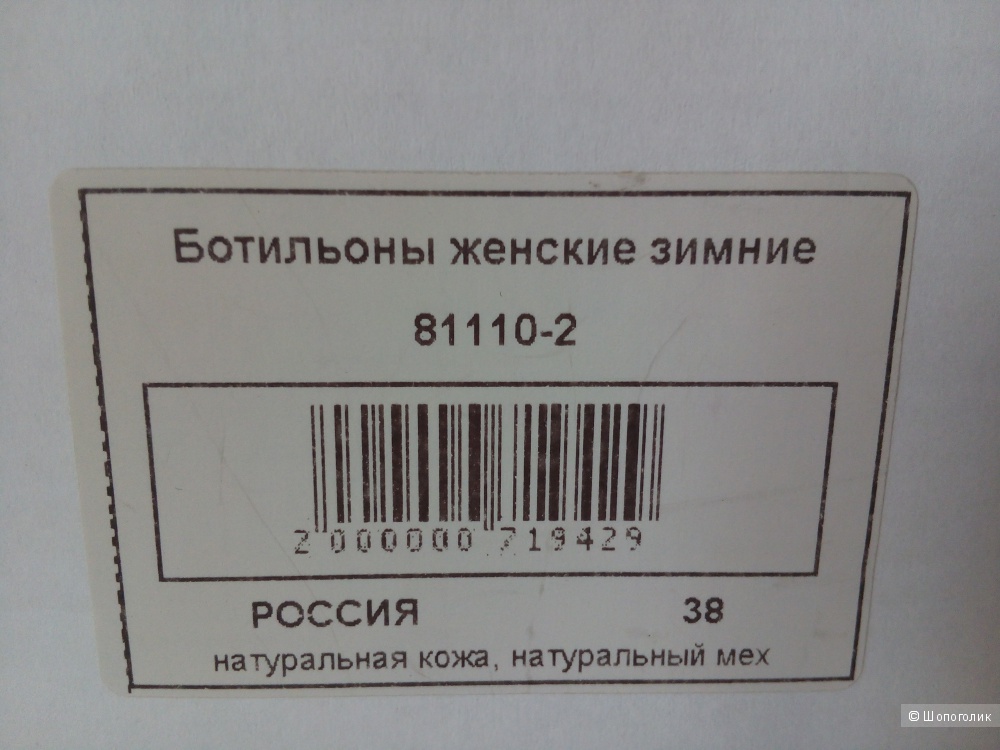 Ботильоны женские зимние
81110-2
2 000000 719429
РОССИЯ 38
натуральная кожа, натуральный мех
© Шопоголик